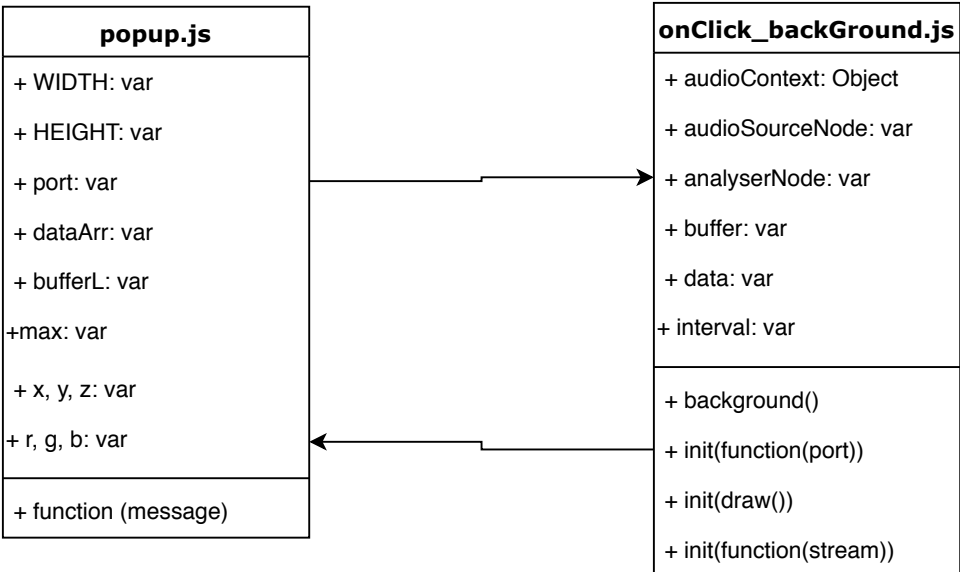 popup.js
+ WIDTH: var
+ HEIGHT: var
+ port: var
+ dataArr: var
+ bufferL: var
+max: var
+ x, y, z: var
+ r, g, b: var
+ function (message)
onClick_backGround.js
+ audioContext: Object
+ audioSourceNode: var
+ analyserNode: var
+ buffer: var
+ data: var
+ interval: var
+ background()
+ init(function(port))
+ init(draw())
+ init(function(stream))